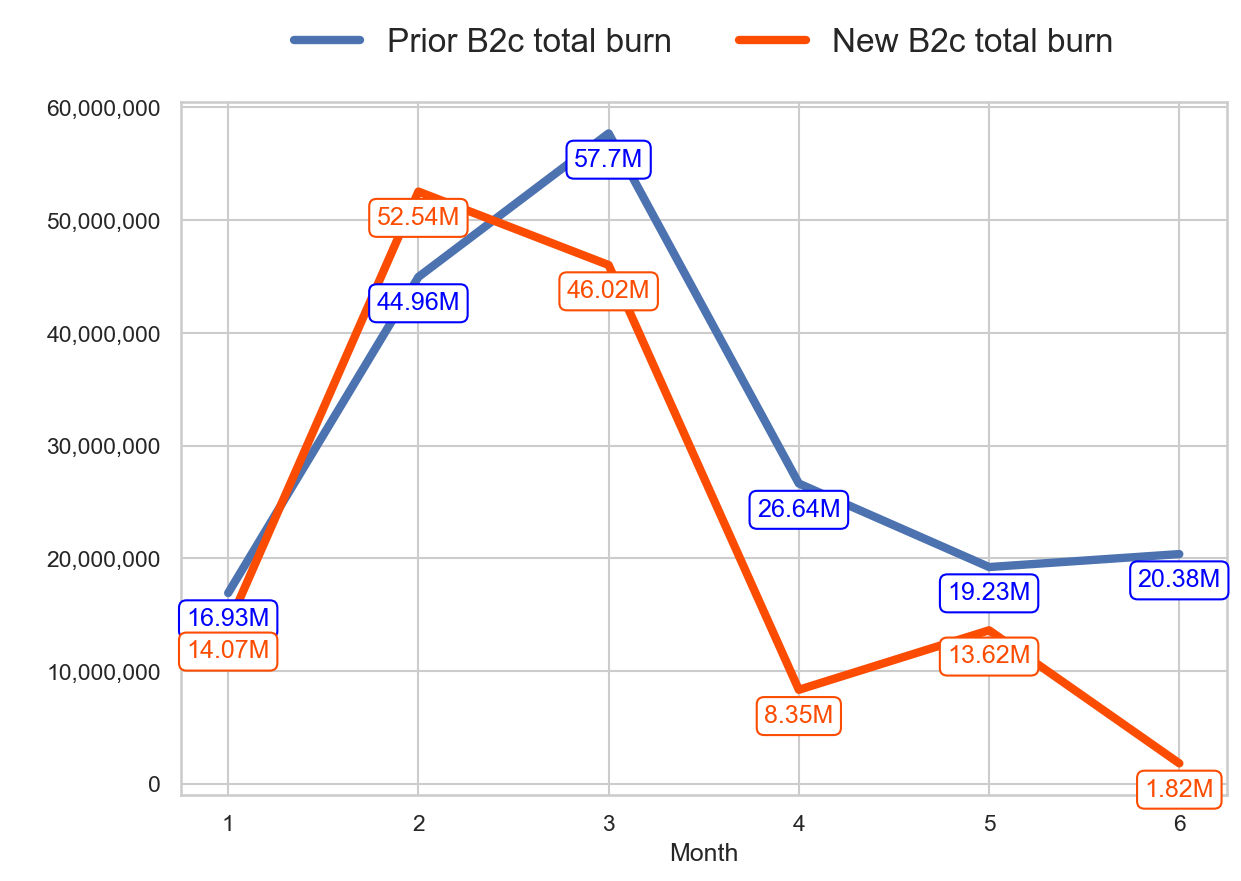 Prior B2c total burn New B2c total burn
60,000,000
57.7M
52.54M
50,000,000
46.02M
44.96M
40,000,000
30,000,000
26.64M
20,000,000
20.38M
19.23M
16.93M
14.07M
13.62M
10,000,000
8.35M
0
1.82M
1 2 3 4 5 6
Month